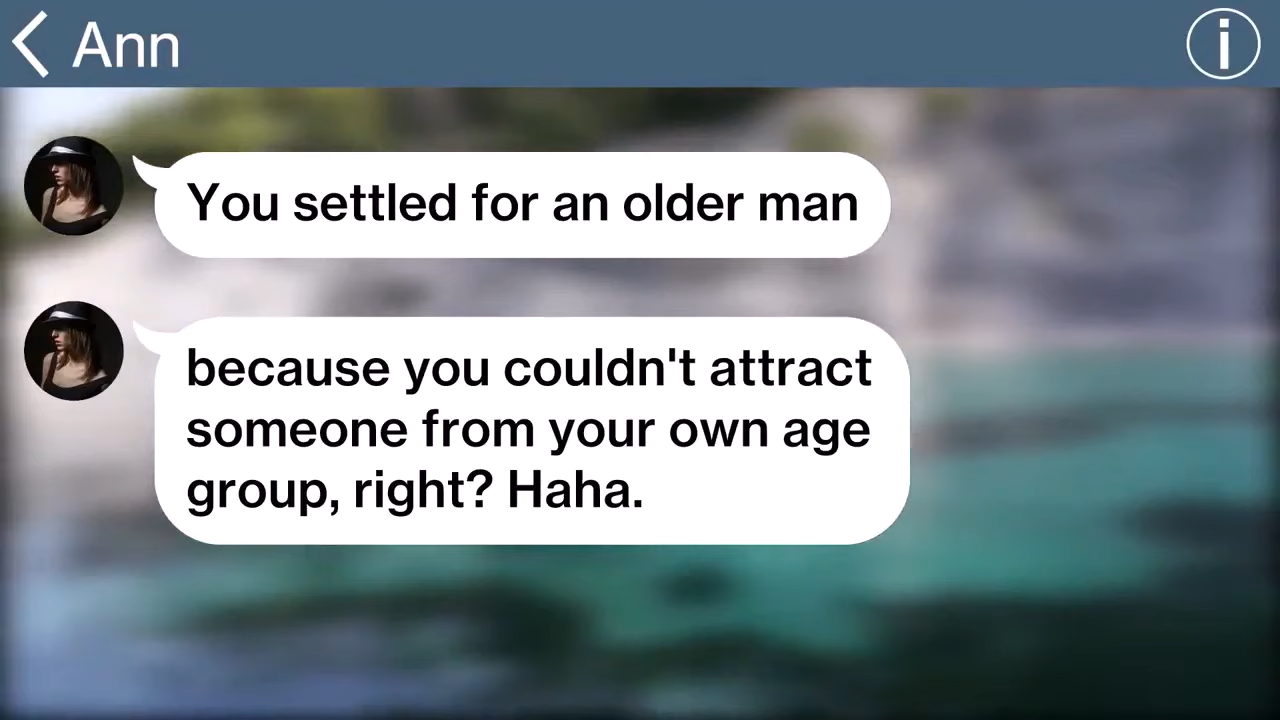 Ann
You settled for an older man
because you couldn't attract
someone from your own age
group, right? Haha.